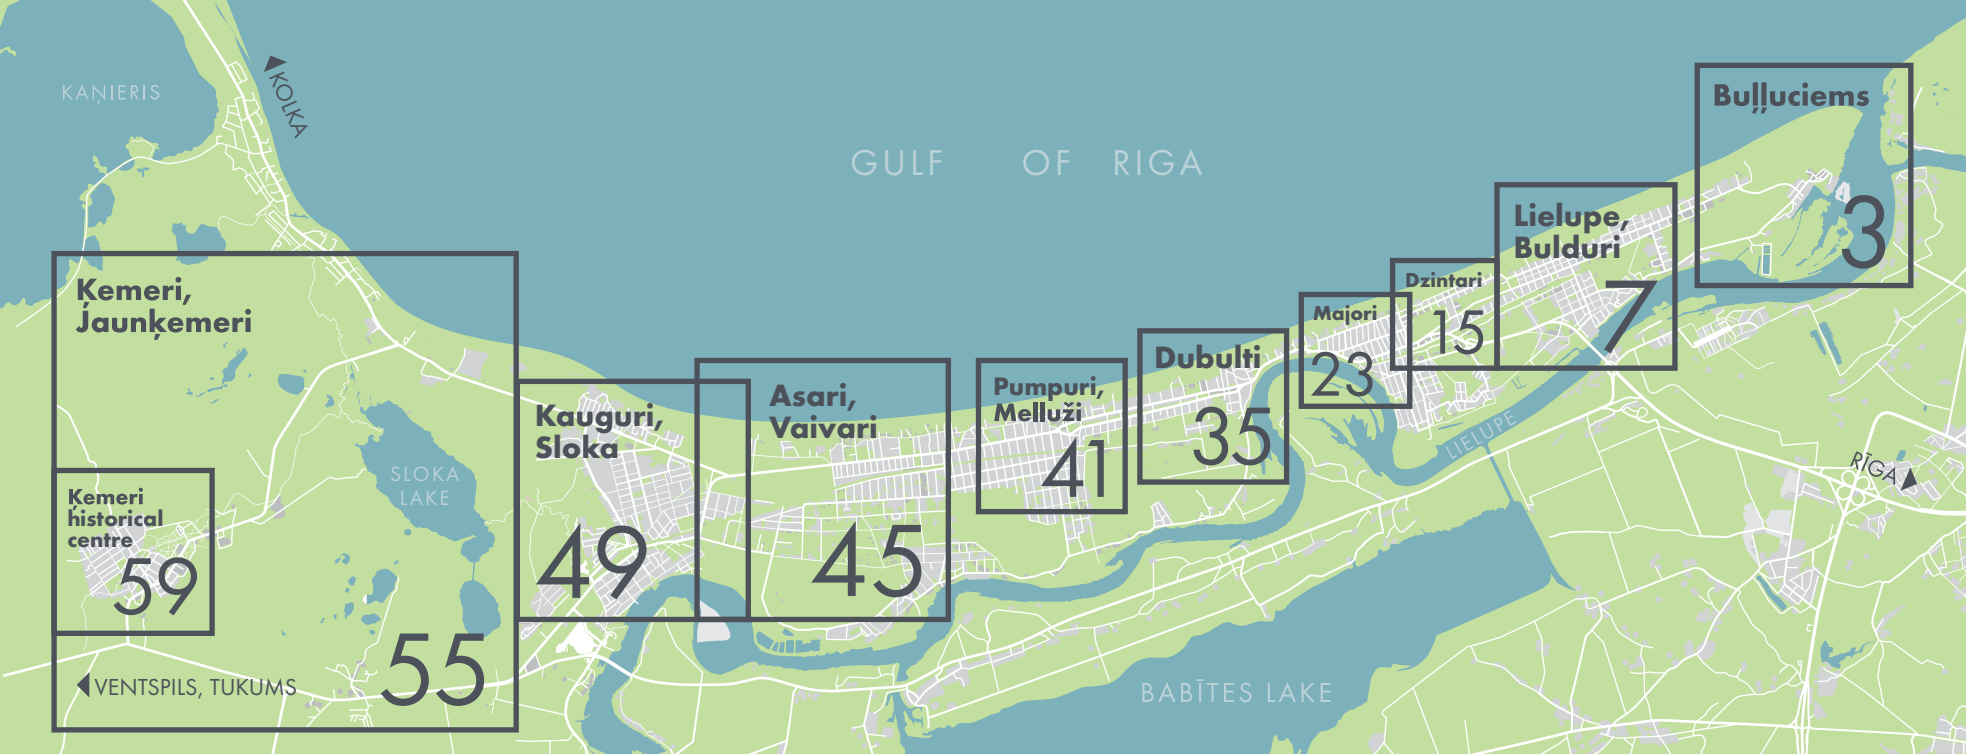 KAŅIERIS
KOLKA
GULF OF RIGA
Buļļuciems
3
Lielupe,
Bulduri
7
Dzintari
15
Majori
23
Dubulti
35
Pumpuri,
Melluži
41
Asari,
Vaivari
45
Kauguri,
Sloka
49
Ķemeri,
Jaunķemeri
55
SLOKA
LAKE
Ķemeri
historical
centre
59
VENTSPILS, TUKUMS
LIELUPE
RĪGA
BABĪTES LAKE